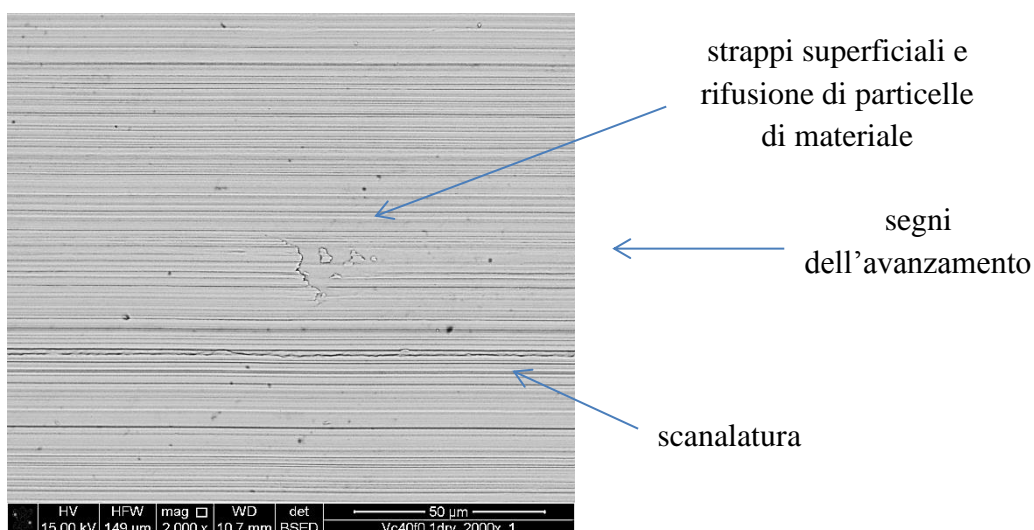 strappi superficiali e
rifusione di particelle
di materiale
segni
dell’avanzamento
scanalatura
HV HFW mag WD det 50 µm
15.00 kV 149 µm 2 000 x 10.7 mm BSED Vc40f0.1dry_2000x_1